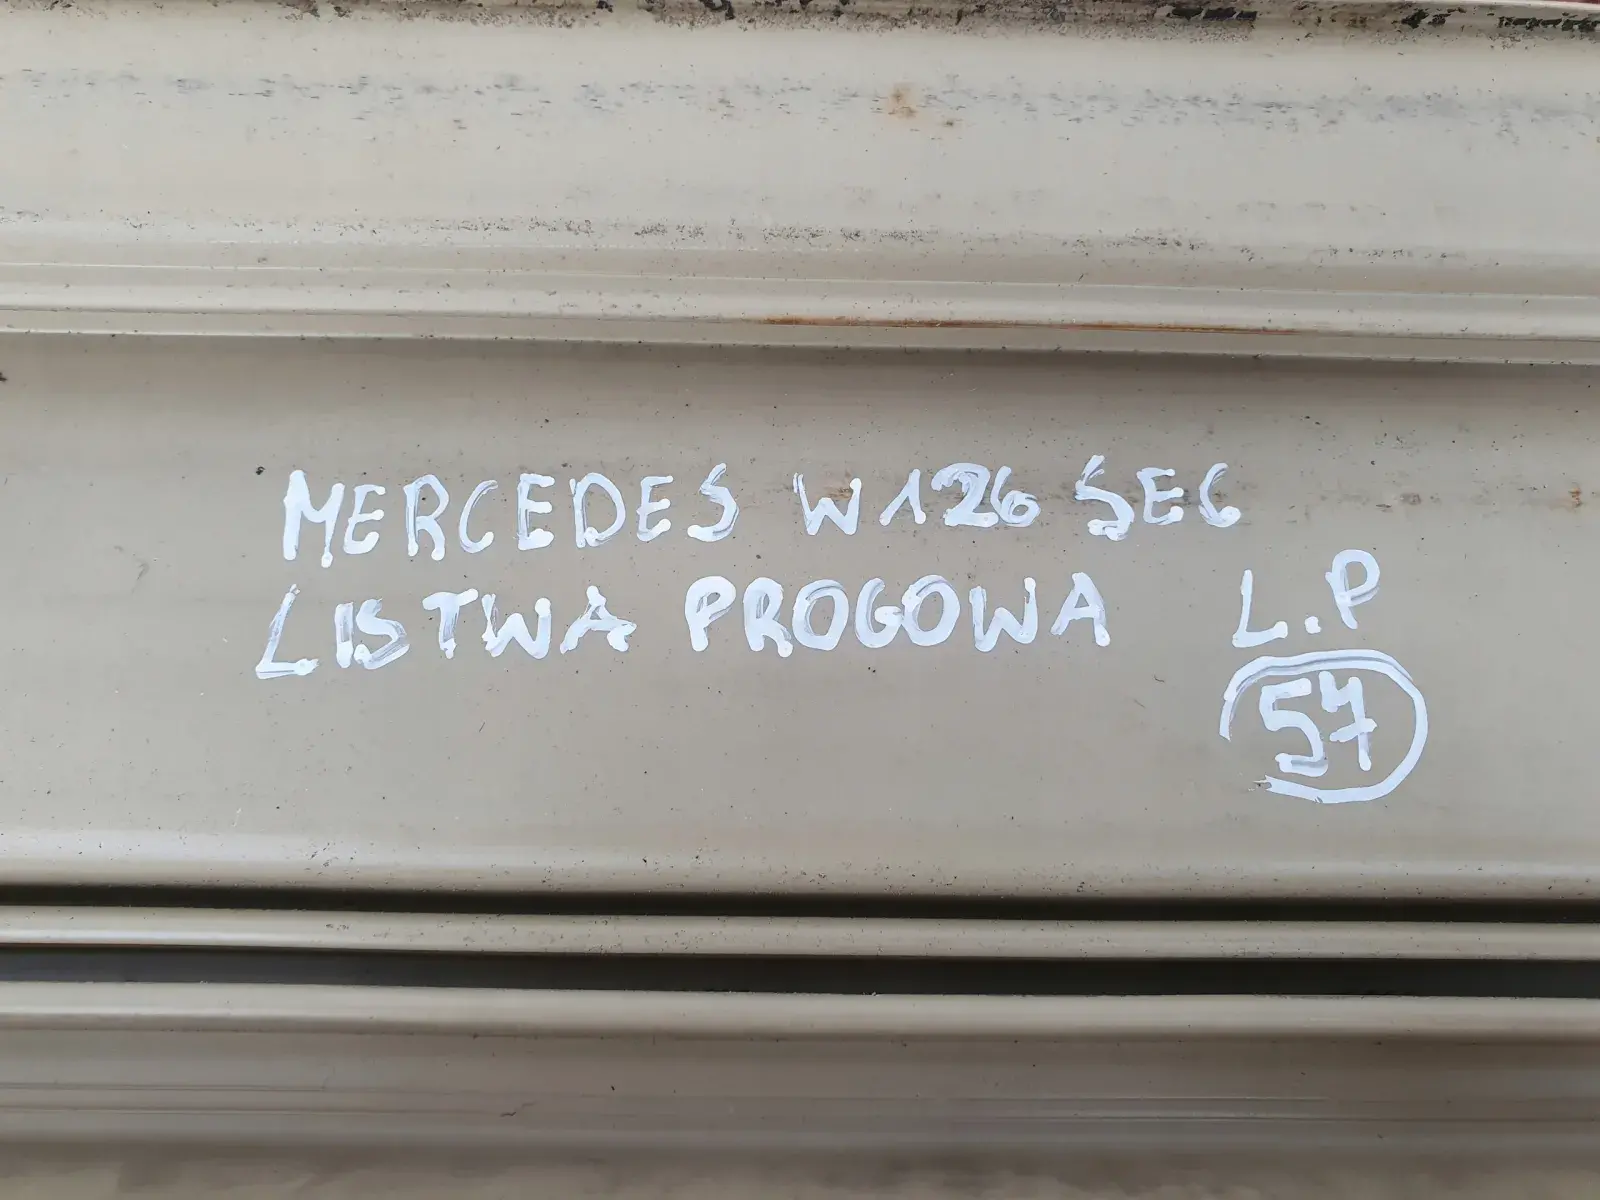 MERCEDES W126 SEC
LISTWA PROGOWA L.P
57